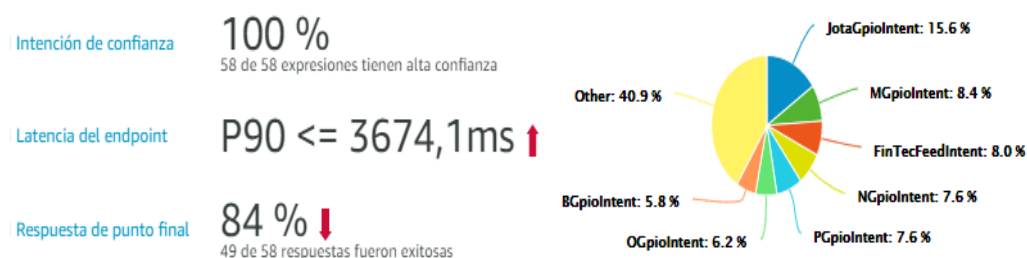 Intención de confianza
100 %
58 de 58 expresiones tienen alta confianza
Latencia del endpoint
P90 <= 3674,1ms
Respuesta de punto final
84 %
49 de 58 respuestas fueron exitosas
JotaGpioIntent: 15.6 %
MGpioIntent: 8.4 %
FinTecFeedIntent: 8.0 %
NGpioIntent: 7.6 %
PGpioIntent: 7.6 %
OGpioIntent: 6.2 %
BGpioIntent: 5.8 %
Other: 40.9 %